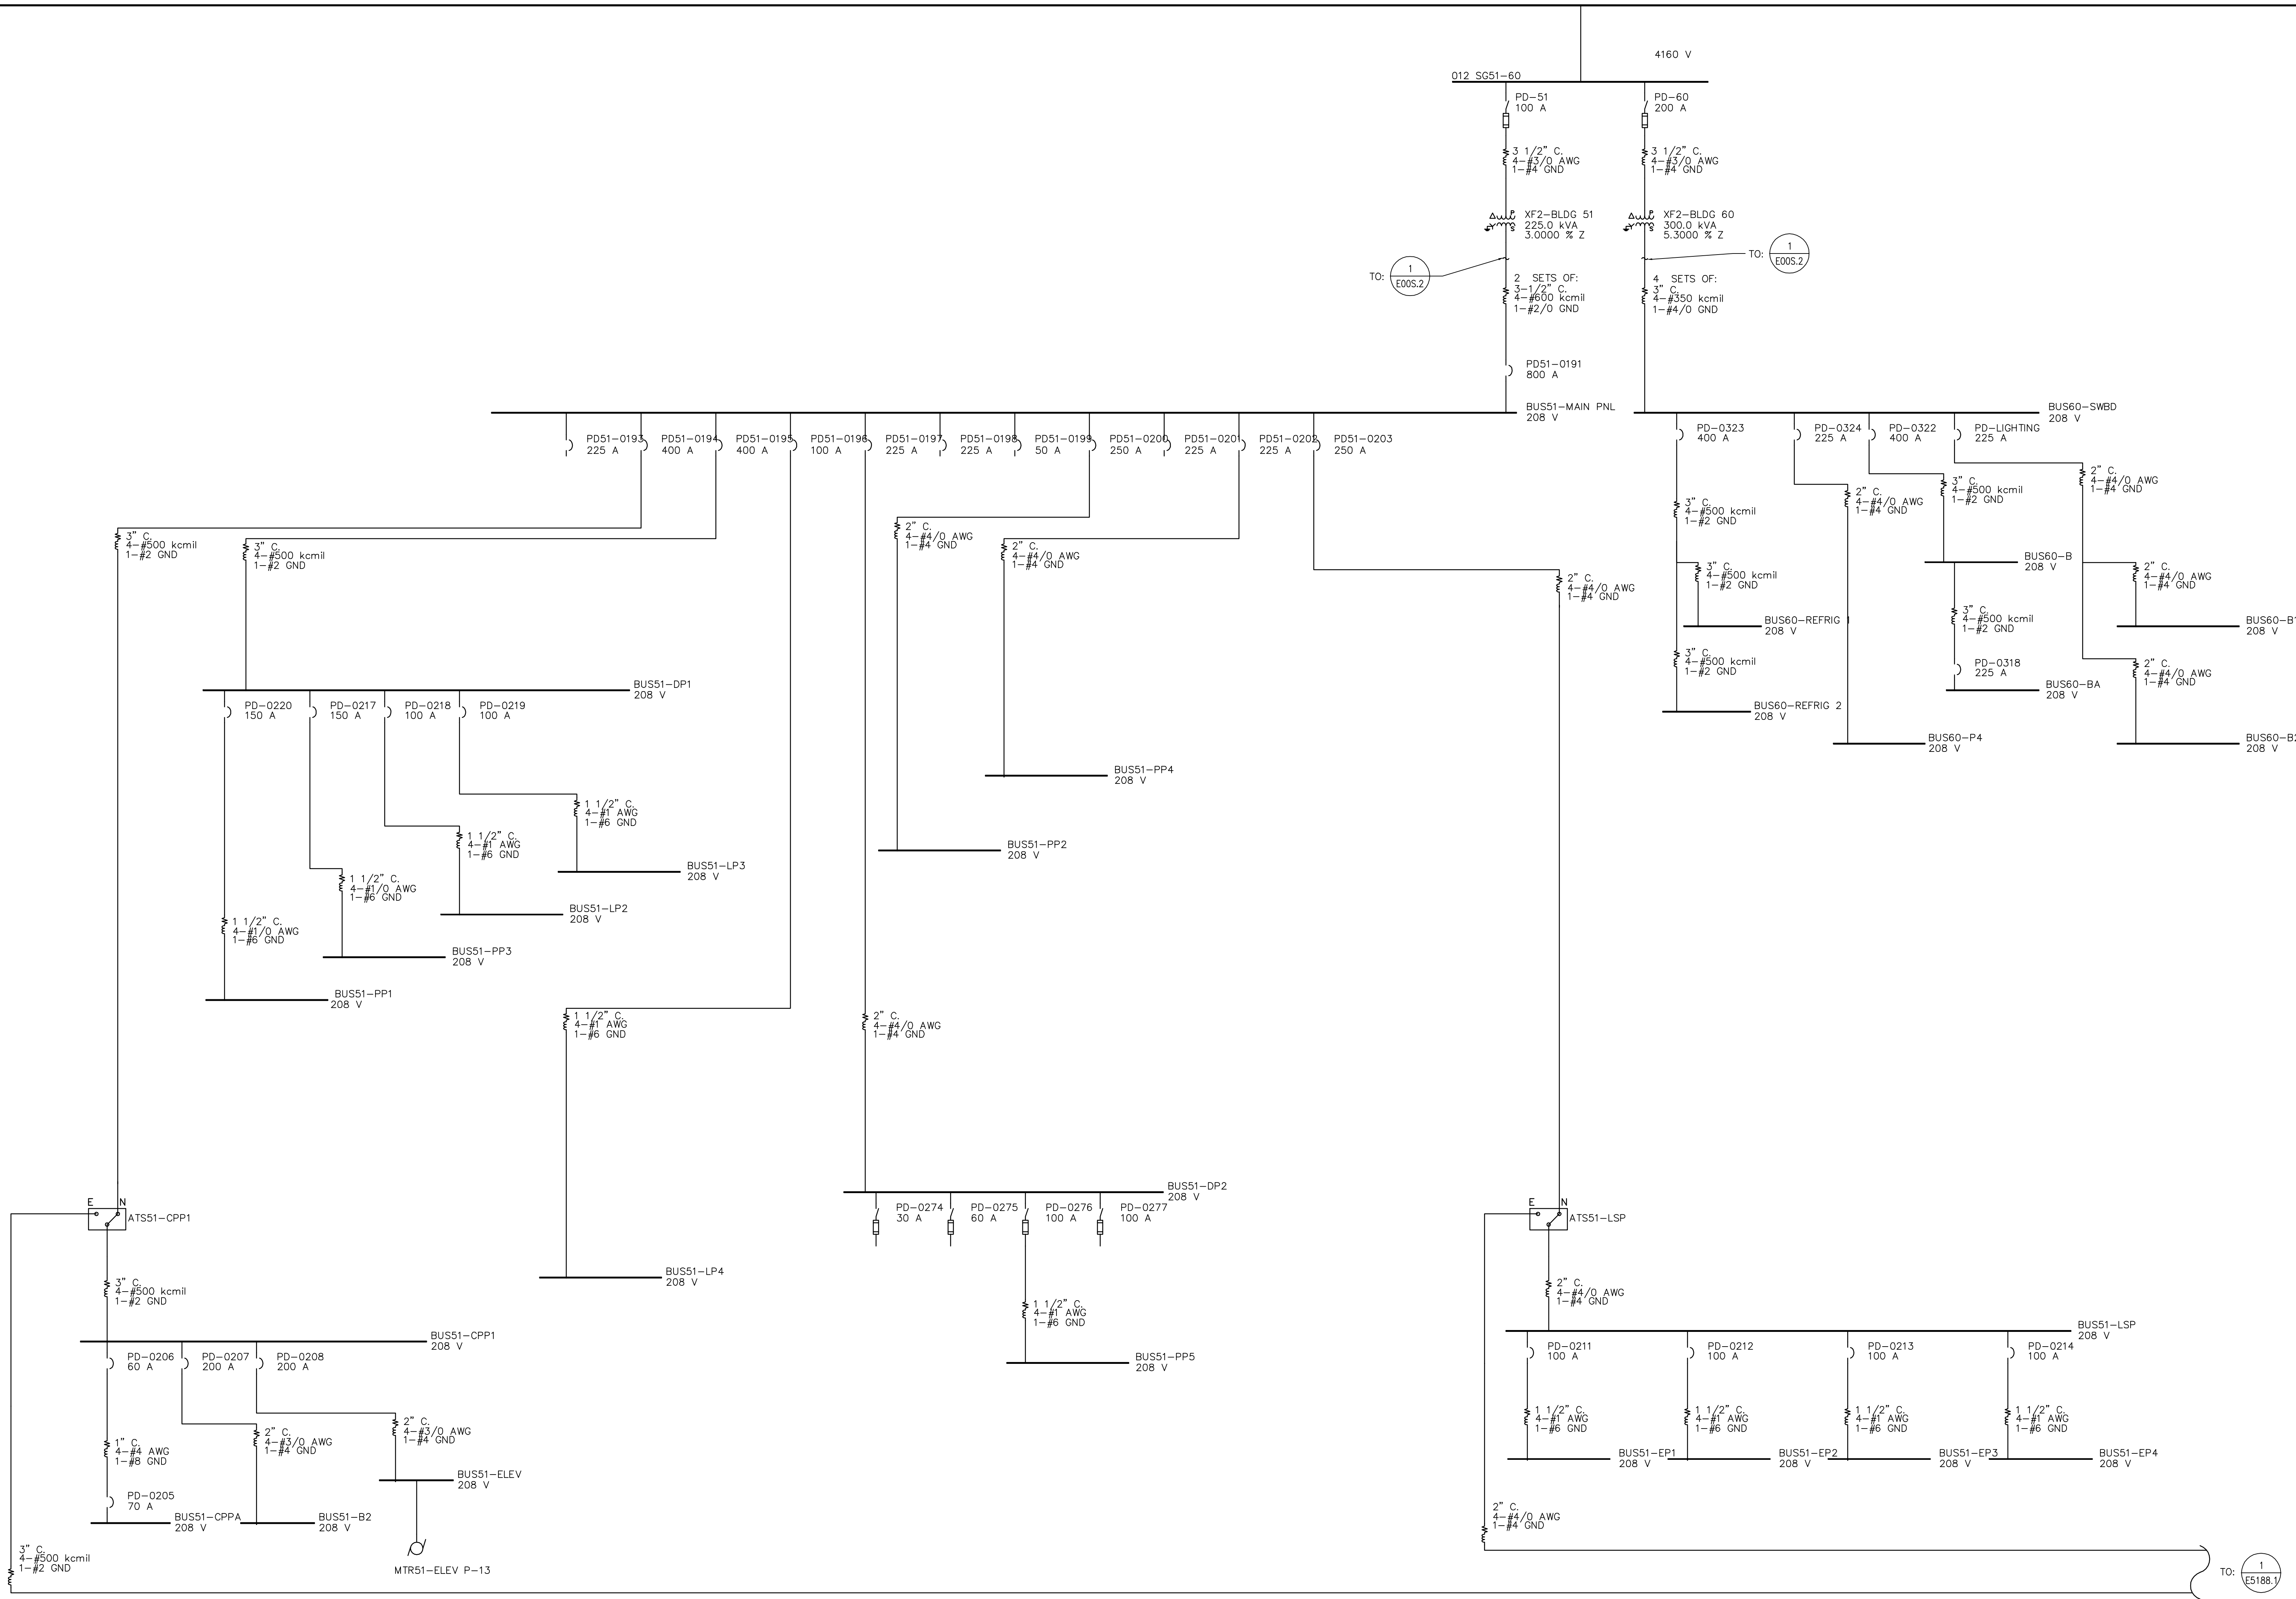 4160 V
012 SG51-60
PD-51
100 A
PD-60
200 A
3 1/2" C.
4-#3/0 AWG
1-#4 GND
3 1/2" C.
4-#3/0 AWG
1-#4 GND
P
S
XF2-BLDG 51
225.0 kVA
3.0000 % Z
P
S
XF2-BLDG 60
300.0 kVA
5.3000 % Z
TO:
1
E00S.2
TO:
1
E00S.2
2 SETS OF:
3-1/2" C.
4-#600 kcmil
1-#2/0 GND
4 SETS OF:
3" C.
4-#350 kcmil
1-#4/0 GND
PD51-0191
800 A
BUS51-MAIN PNL
208 V
BUS60-SWBD
208 V
PD51-0193
225 A
PD51-0194
400 A
PD51-0195
400 A
PD51-0196
100 A
PD51-0197
225 A
PD51-0198
225 A
PD51-0199
50 A
PD51-0200
250 A
PD51-0201
225 A
PD51-0202
225 A
PD51-0203
250 A
PD-0323
400 A
PD-0324
225 A
PD-0322
400 A
PD-LIGHTING
225 A
3" C.
4-#500 kcmil
1-#2 GND
3" C.
4-#500 kcmil
1-#2 GND
2" C.
4-#4/0 AWG
1-#4 GND
2" C.
4-#4/0 AWG
1-#4 GND
2" C.
4-#4/0 AWG
1-#4 GND
3" C.
4-#500 kcmil
1-#2 GND
2" C.
4-#4/0 AWG
1-#4 GND
3" C.
4-#500 kcmil
1-#2 GND
2" C.
4-#4/0 AWG
1-#4 GND
3" C.
4-#500 kcmil
1-#2 GND
BUS60-REFRIG 1
208 V
3" C.
4-#500 kcmil
1-#2 GND
BUS60-REFRIG 2
208 V
BUS60-P4
208 V
BUS60-B
208 V
3" C.
4-#500 kcmil
1-#2 GND
PD-0318
225 A
BUS60-BA
208 V
2" C.
4-#4/0 AWG
1-#4 GND
BUS60-B1
208 V
2" C.
4-#4/0 AWG
1-#4 GND
BUS60-B2
208 V
BUS51-DP1
208 V
PD-0220
150 A
PD-0217
150 A
PD-0218
100 A
PD-0219
100 A
1 1/2" C.
4-#1 AWG
1-#6 GND
BUS51-LP3
208 V
1 1/2" C.
4-#1 AWG
1-#6 GND
BUS51-LP2
208 V
1 1/2" C.
4-#1/0 AWG
1-#6 GND
BUS51-PP3
208 V
1 1/2" C.
4-#1/0 AWG
1-#6 GND
BUS51-PP1
208 V
BUS51-PP4
208 V
BUS51-PP2
208 V
1 1/2" C.
4-#1 AWG
1-#6 GND
BUS51-LP4
208 V
2" C.
4-#4/0 AWG
1-#4 GND
BUS51-DP2
208 V
PD-0274
30 A
PD-0275
60 A
PD-0276
100 A
PD-0277
100 A
1 1/2" C.
4-#1 AWG
1-#6 GND
BUS51-PP5
208 V
E
N
ATS51-CPP1
3" C.
4-#500 kcmil
1-#2 GND
BUS51-CPP1
208 V
PD-0206
60 A
PD-0207
200 A
PD-0208
200 A
1" C.
4-#4 AWG
1-#8 GND
2" C.
4-#3/0 AWG
1-#4 GND
2" C.
4-#3/0 AWG
1-#4 GND
PD-0205
70 A
BUS51-CPPA
208 V
BUS51-B2
208 V
BUS51-ELEV
208 V
MTR51-ELEV P-13
3" C.
4-#500 kcmil
1-#2 GND
E
N
ATS51-LSP
2" C.
4-#4/0 AWG
1-#4 GND
BUS51-LSP
208 V
PD-0211
100 A
PD-0212
100 A
PD-0213
100 A
PD-0214
100 A
1 1/2" C.
4-#1 AWG
1-#6 GND
1 1/2" C.
4-#1 AWG
1-#6 GND
1 1/2" C.
4-#1 AWG
1-#6 GND
1 1/2" C.
4-#1 AWG
1-#6 GND
BUS51-EP1
208 V
BUS51-EP2
208 V
BUS51-EP3
208 V
BUS51-EP4
208 V
2" C.
4-#4/0 AWG
1-#4 GND
TO:
1
E5188.1